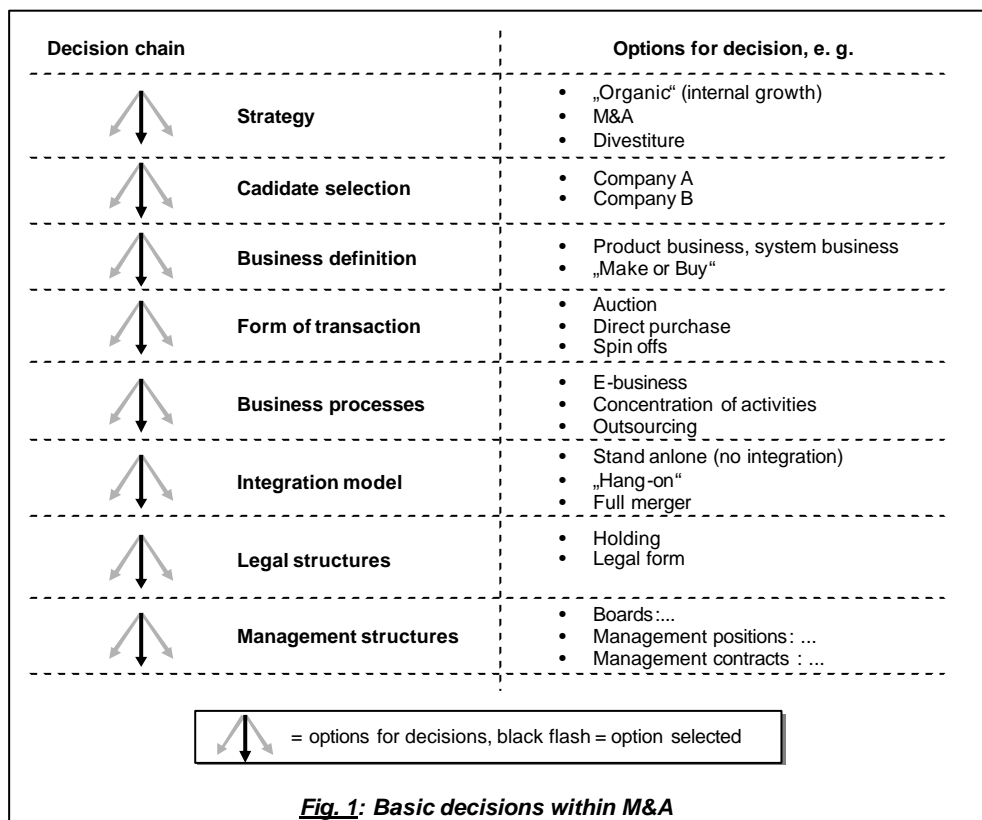 Decision chain
Options for decision, e. g.
Strategy
• „Organic“ (internal growth)
• M&A
• Divestiture
Cadidate selection
• Company A
• Company B
Business definition
• Product business, system business
• „Make or Buy“
Form of transaction
• Auction
• Direct purchase
• Spin offs
Business processes
• E-business
• Concentration of activities
• Outsourcing
Integration model
• Stand anlone (no integration)
• „Hang-on“
• Full merger
Legal structures
• Holding
• Legal form
Management structures
• Boards:...
• Management positions: ...
• Management contracts : ...
= options for decisions, black flash = option selected
Fig. 1: Basic decisions within M&A